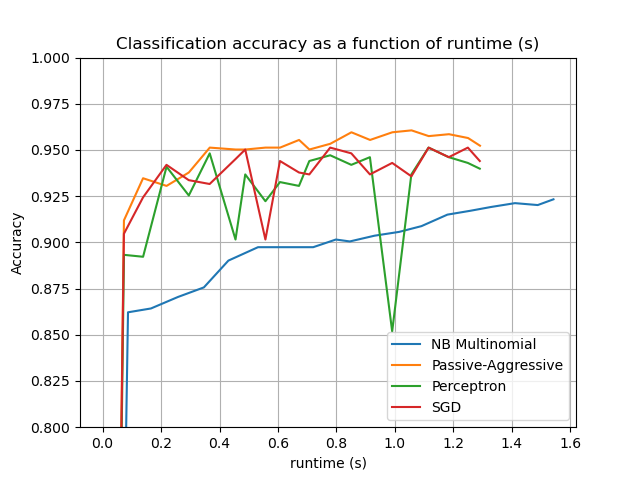 Classification accuracy as a function of runtime (s)
1.000
0.975
0.950
0.925
0.900
0.875
0.850
0.825
0.800
Accuracy
NB Multinomial
Passive-Aggressive
Perceptron
SGD
0.0 0.2 0.4 0.6 0.8 1.0 1.2 1.4 1.6
runtime (s)